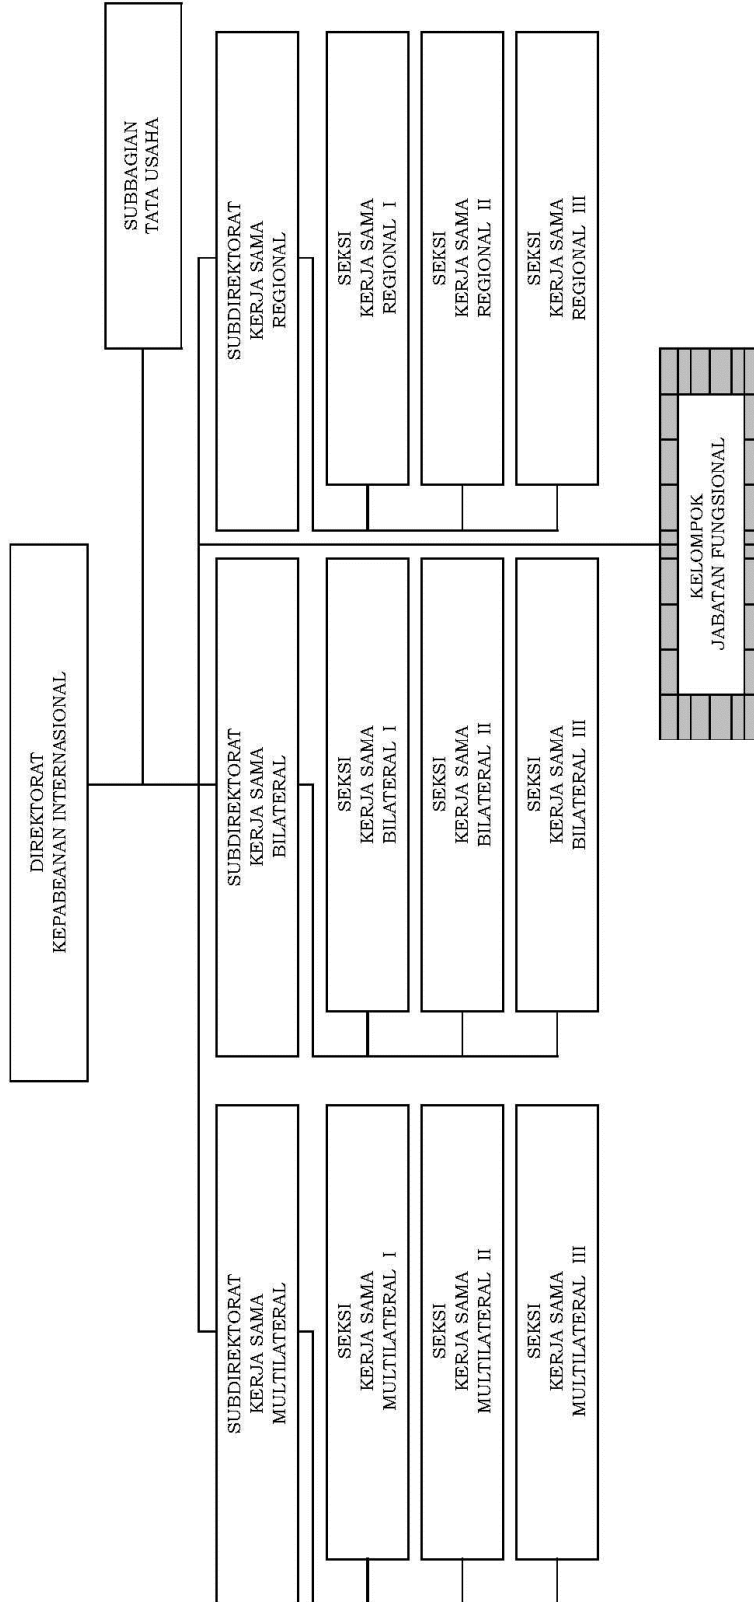 DIREKTORAT
KEPABEANAN INTERNASIONAL
SUBBAGIAN
TATA USAHA
SUBDIREKTORAT
KERJA SAMA
MULTILATERAL
SUBDIREKTORAT
KERJA SAMA
BILATERAL
SUBDIREKTORAT
KERJA SAMA
REGIONAL
SEKSI
KERJA SAMA
MULTILATERAL I
SEKSI
KERJA SAMA
BILATERAL I
SEKSI
KERJA SAMA
REGIONAL I
SEKSI
KERJA SAMA
MULTILATERAL II
SEKSI
KERJA SAMA
BILATERAL II
SEKSI
KERJA SAMA
REGIONAL II
SEKSI
KERJA SAMA
MULTILATERAL III
SEKSI
KERJA SAMA
BILATERAL III
SEKSI
KERJA SAMA
REGIONAL III
KELOMPOK
JABATAN FUNGSIONAL